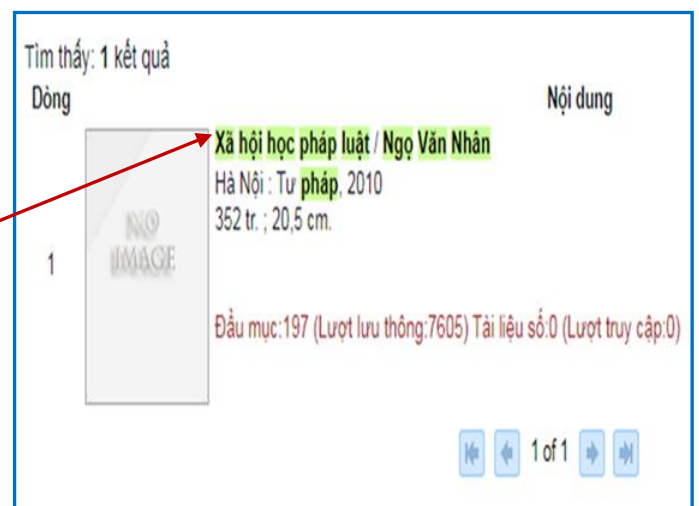 Tìm thấy: 1 kết quả
Dòng Nội dung
1
NO
IMAGE
Xã hội học pháp luật / Ngọ Văn Nhân
Hà Nội : Tư pháp, 2010
352 tr. ; 20,5 cm.
Đầu mục:197 (Lượt lưu thông:7605) Tài liệu số:0 (Lượt truy cập:0)
1 of 1